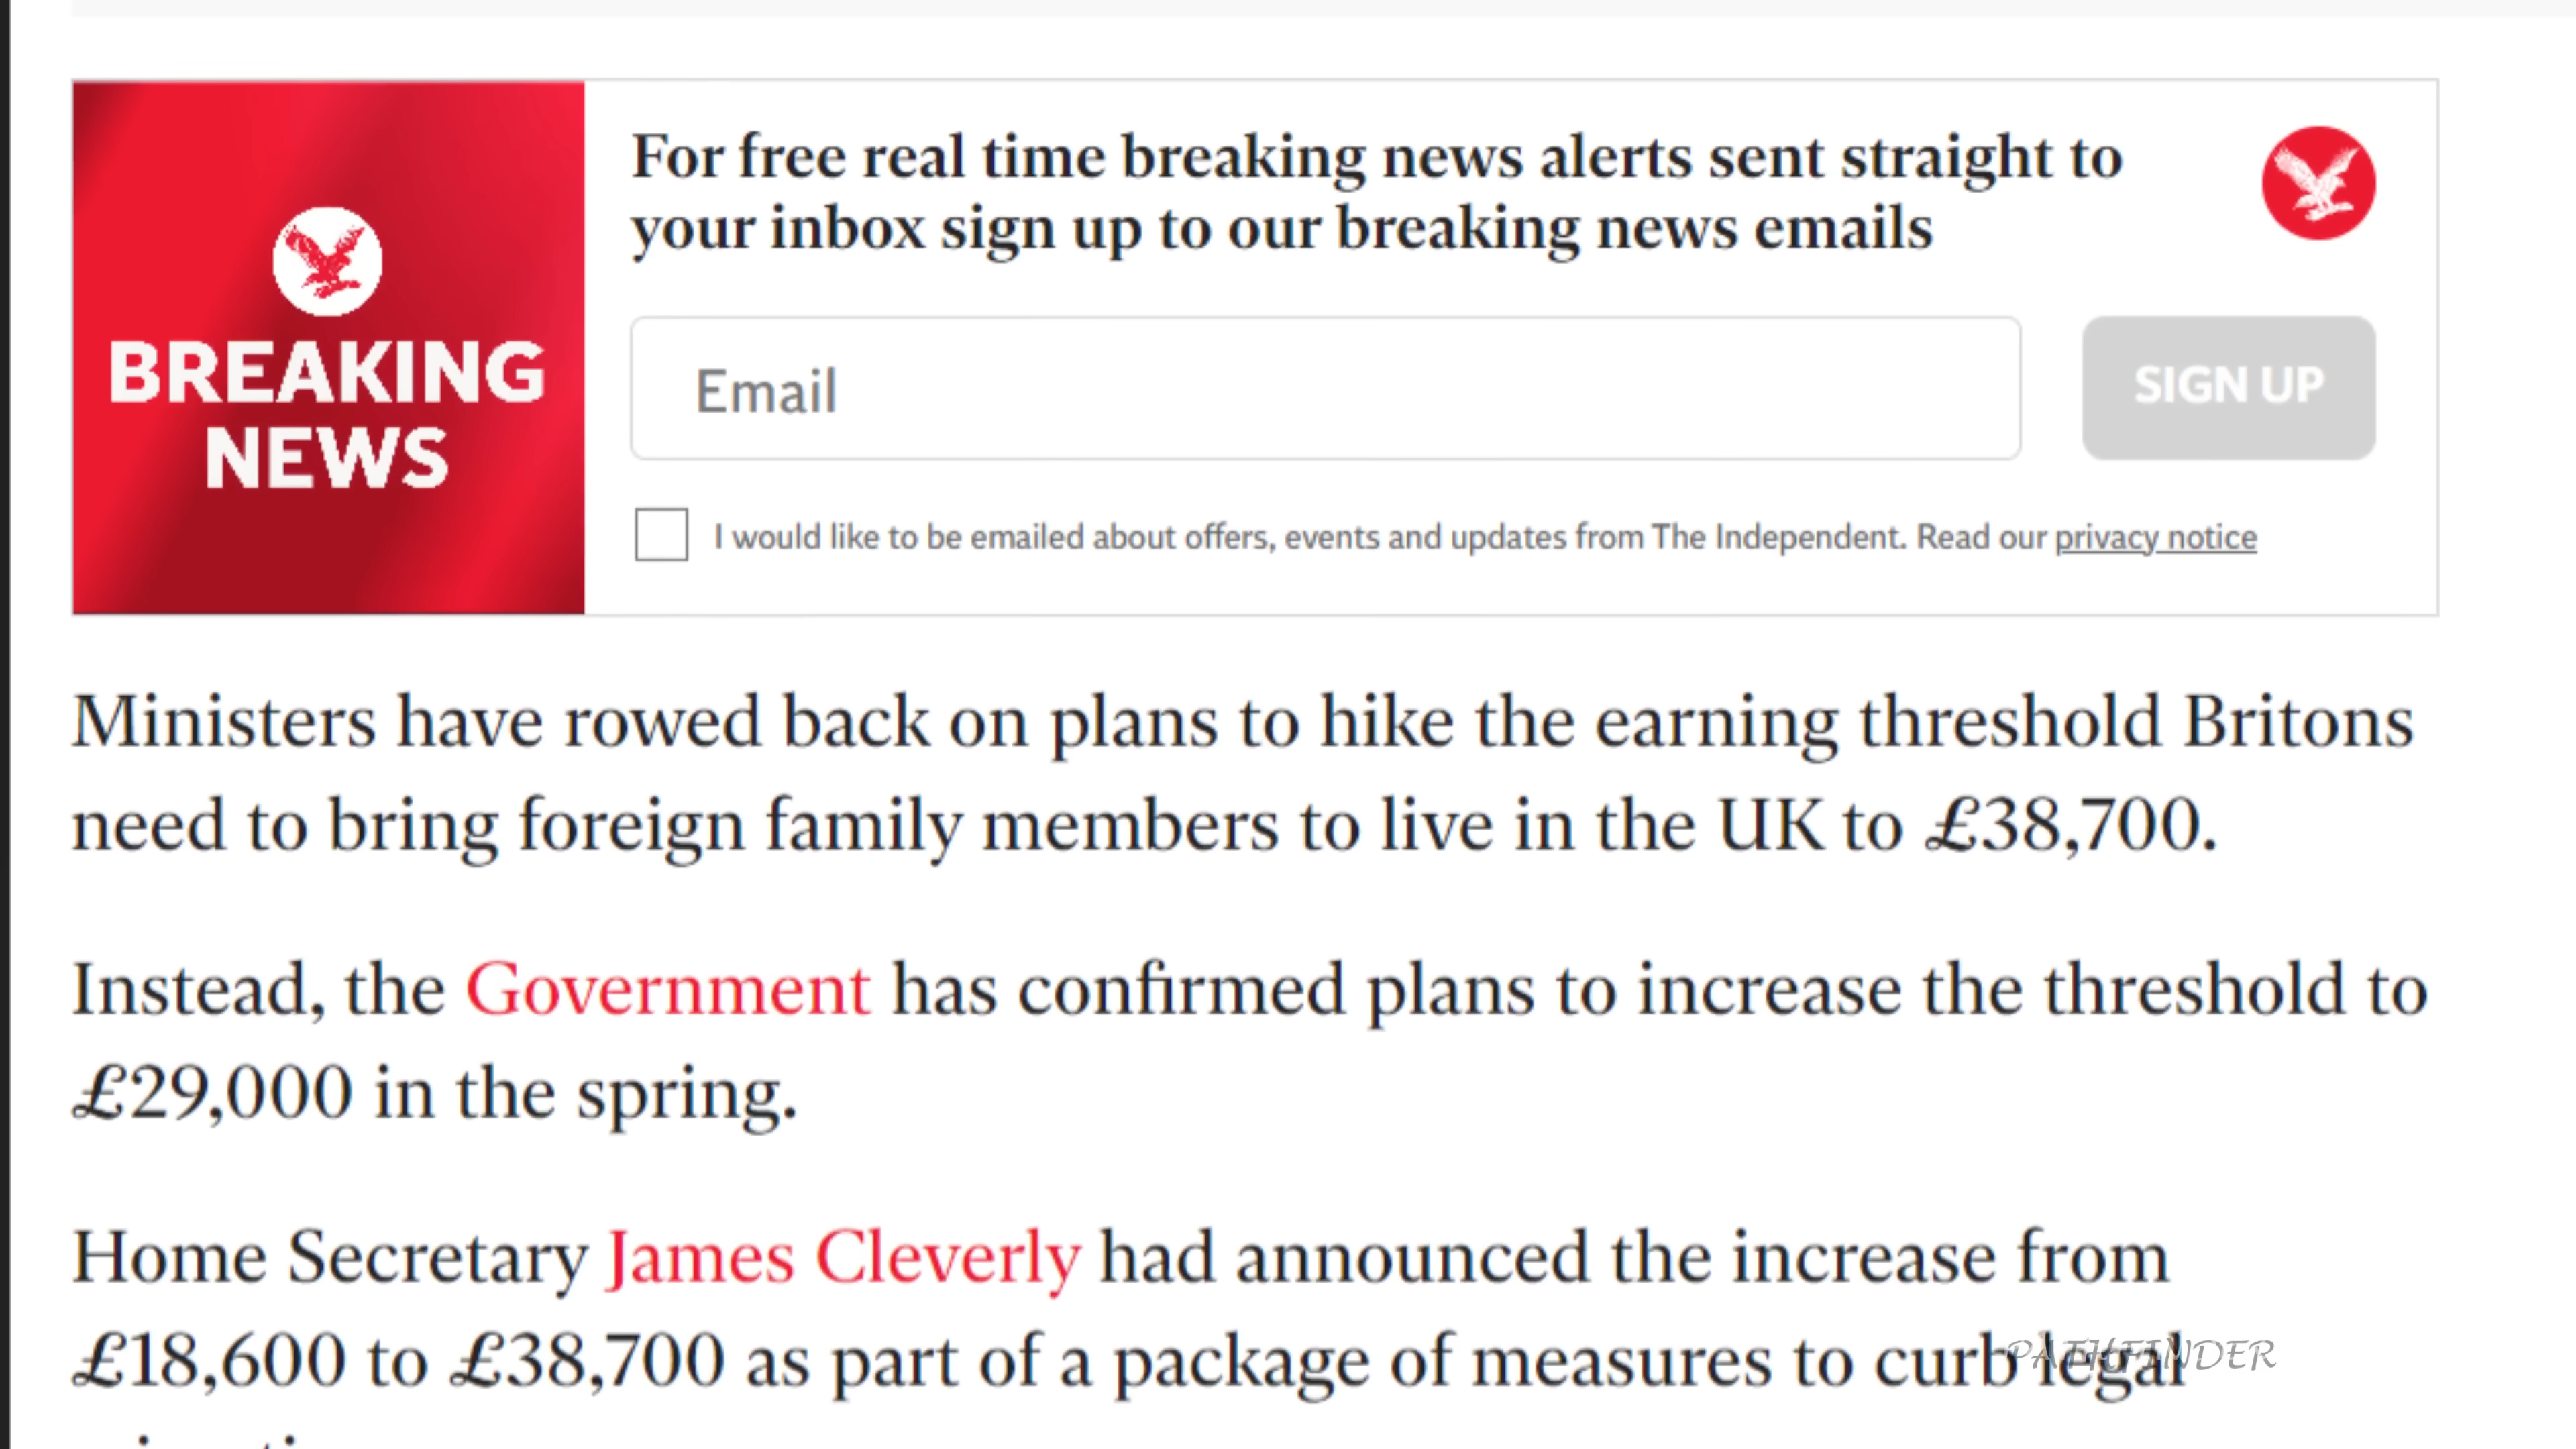 BREAKING
NEWS
For free real time breaking news alerts sent straight to
your inbox sign up to our breaking news emails
Email
SIGN UP
I would like to be emailed about offers, events and updates from The Independent. Read our privacy notice
Ministers have rowed back on plans to hike the earning threshold Britons
need to bring foreign family members to live in the UK to £38,700.
Instead, the Government has confirmed plans to increase the threshold to
£29,000 in the spring.
Home Secretary James Cleverly had announced the increase from
£18,600 to £38,700 as part of a package of measures to curb legal
PATHFINDER